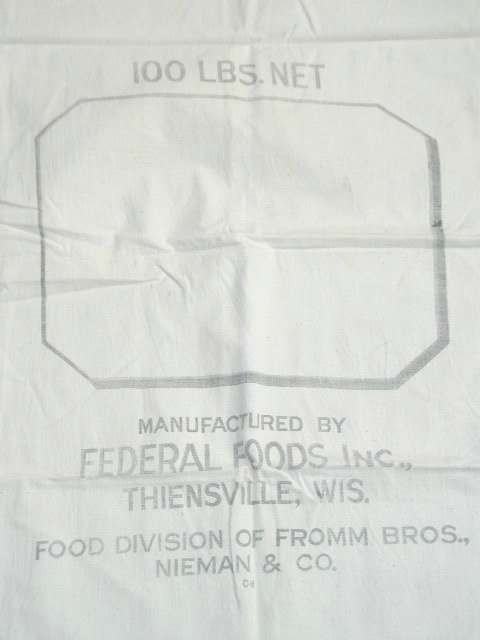 100 LBS. NET
MANUFACTURED BY
FEDERAL FOODS INC.,
THIENSVILLE, WIS.
FOOD DIVISION OF FROMM BROS.,
NIEMAN & CO.